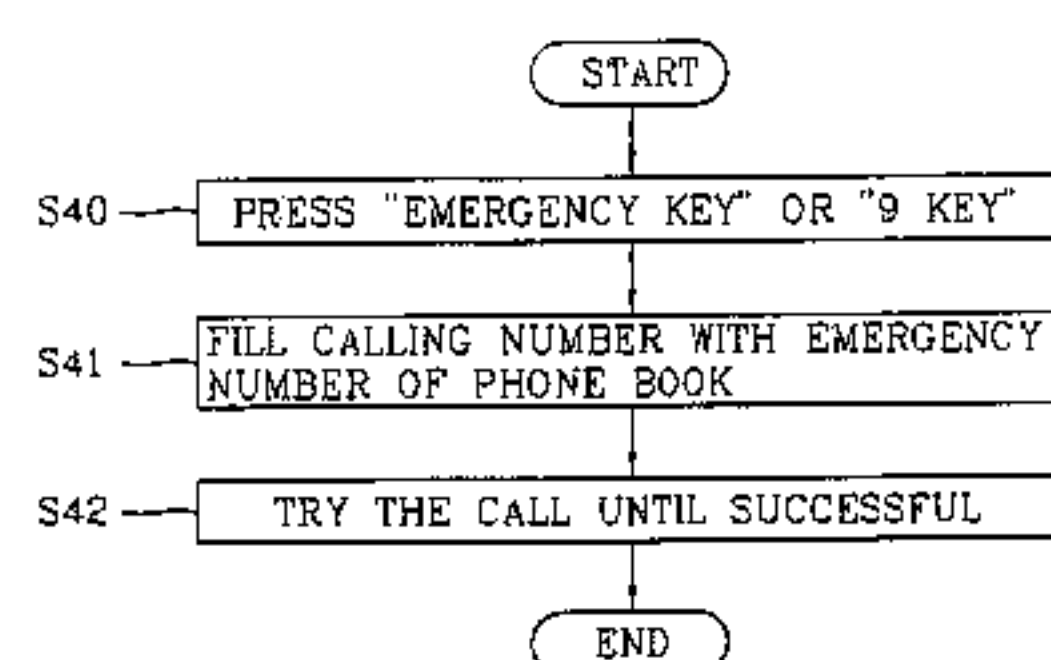 START
S40 PRESS "EMERGENCY KEY" OR "9 KEY"
S41 FILL CALLING NUMBER WITH EMERGENCY
NUMBER OF PHONE BOOK
S42 TRY THE CALL UNTIL SUCCESSFUL
END